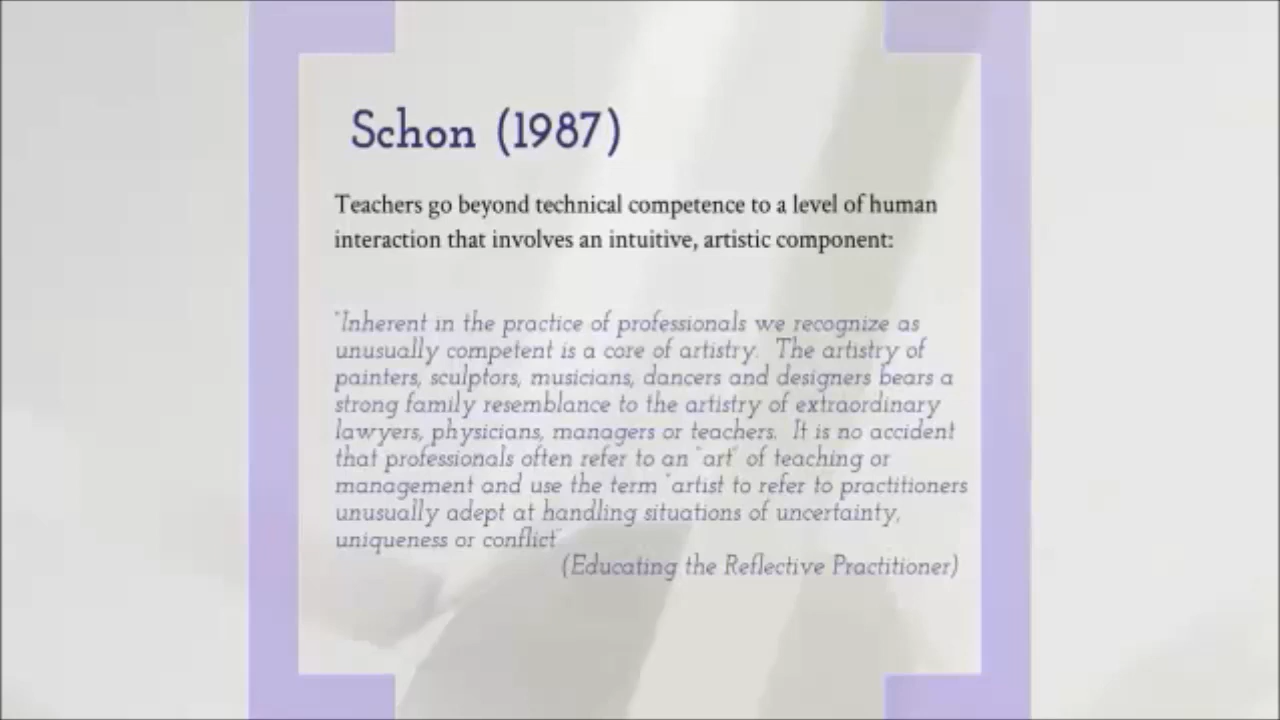 Schon (1987)
Teachers go beyond technical competence to a level of human
interaction that involves an intuitive, artistic component:
"Inherent in the practice of professionals we recognize as
unusually competent is a core of artistry. The artistry of
painters, sculptors, musicians, dancers and designers bears a
strong family resemblance to the artistry of extraordinary
lawyers, physicians, managers or teachers. It is no accident
that professionals often refer to an "art" of teaching or
management and use the term "artist to refer to practitioners
unusually adept at handling situations of uncertainty,
uniqueness or conflict"
(Educating the Reflective Practitioner)